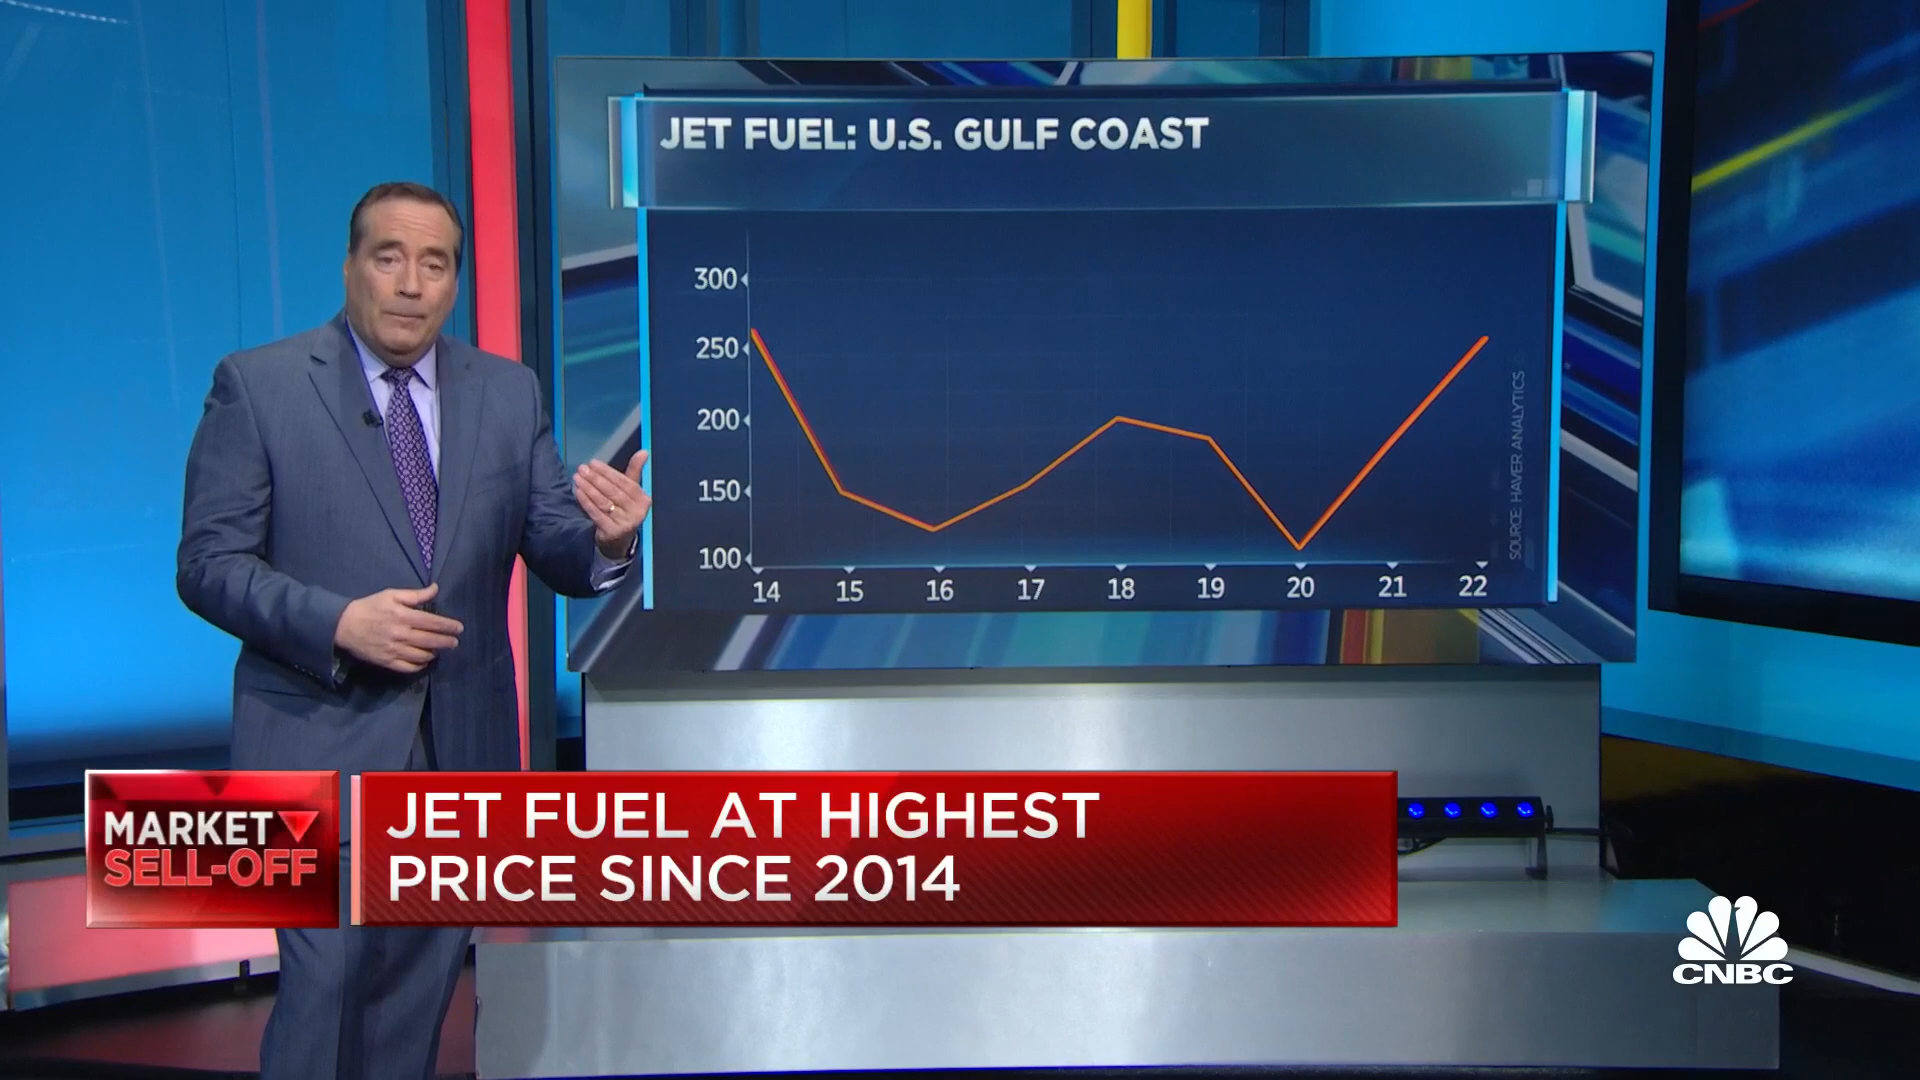 JET FUEL: U.S. GULF COAST
300
250
200
150
100
14 15 16 17 18 19 20 21 22
SOURCE: HAVER ANALYTICS
MARKET
SELL-OFF
JET FUEL AT HIGHEST
PRICE SINCE 2014
CNBC